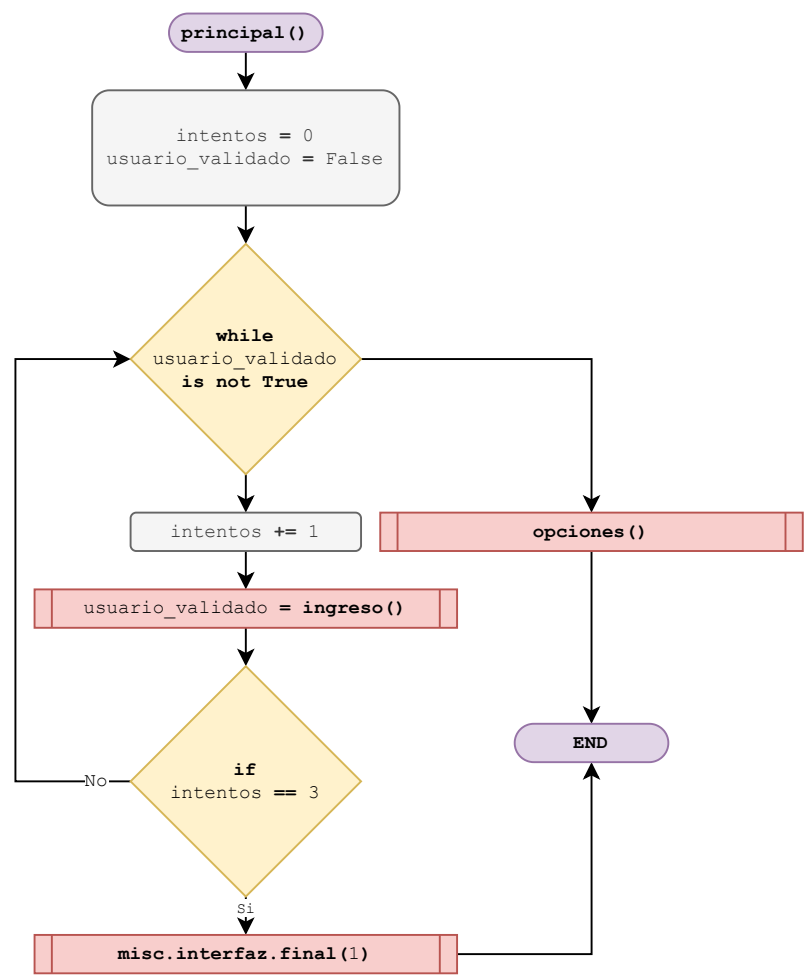 principal()
intentos = 0
usuario_validado = False
while
usuario_validado
is not True
intentos += 1
opciones()
usuario_validado = ingreso()
END
if
intentos == 3
No
Si
misc.interfaz.final(1)